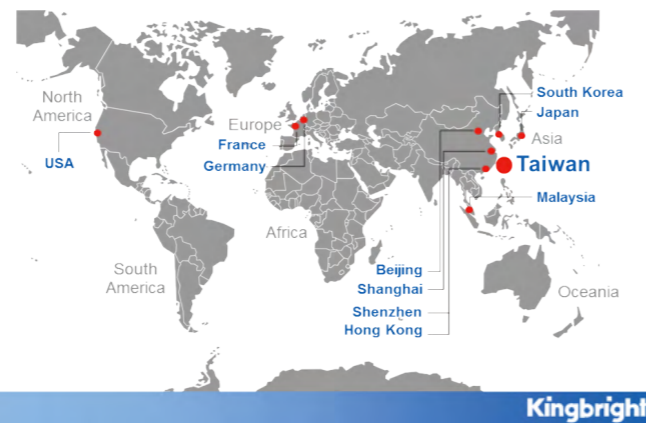 North
America
USA
South
America
Europe
France
Germany
Africa
South Korea
Japan
Asia
Taiwan
Malaysia
Beijing
Shanghai
Shenzhen
Hong Kong
Oceania
Kingbright